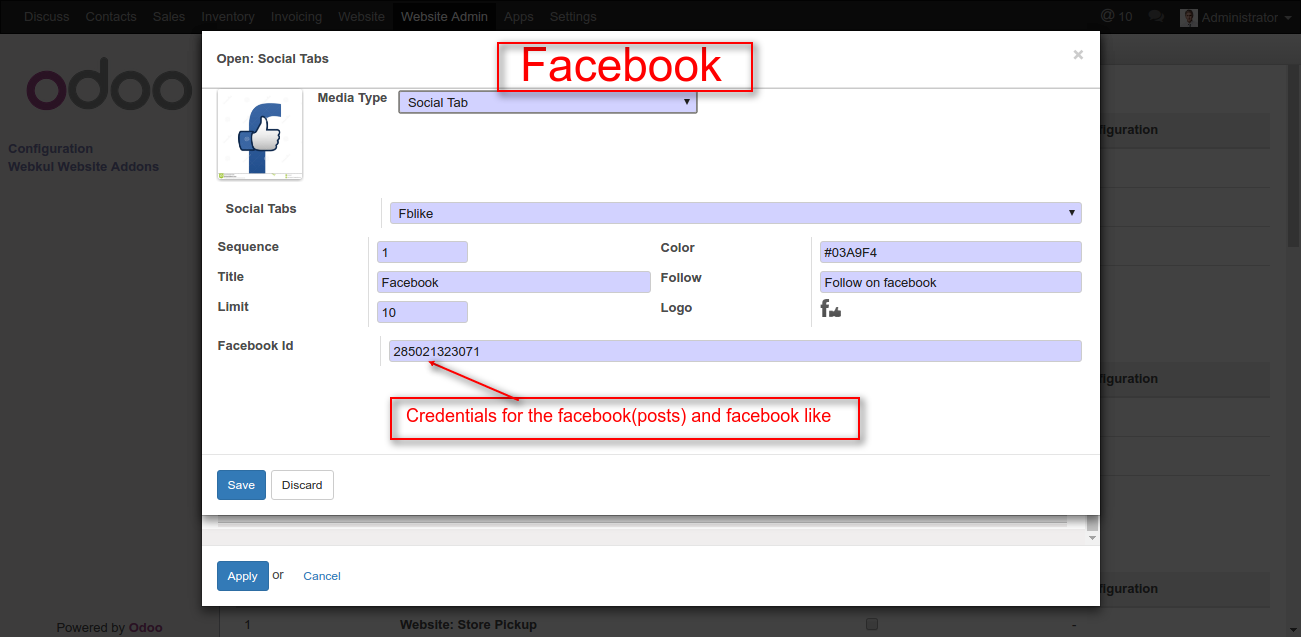 Discuss Contacts Sales Inventory Invoicing Website Website Admin Apps Settings @ 10 Administrator
Open: Social Tabs
Facebook
×
odoo
Media Type Social Tab
Configuration
Webkul Website Addons
figuration
Social Tabs Fblike
Sequence 1 Color #03A9F4
Title Facebook Follow Follow on facebook
Limit 10 Logo
Facebook Id 285021323071
figuration
Credentials for the facebook(posts) and facebook like
Save Discard
Apply or Cancel
figuration
Powered by Odoo 1 Website: Store Pickup -